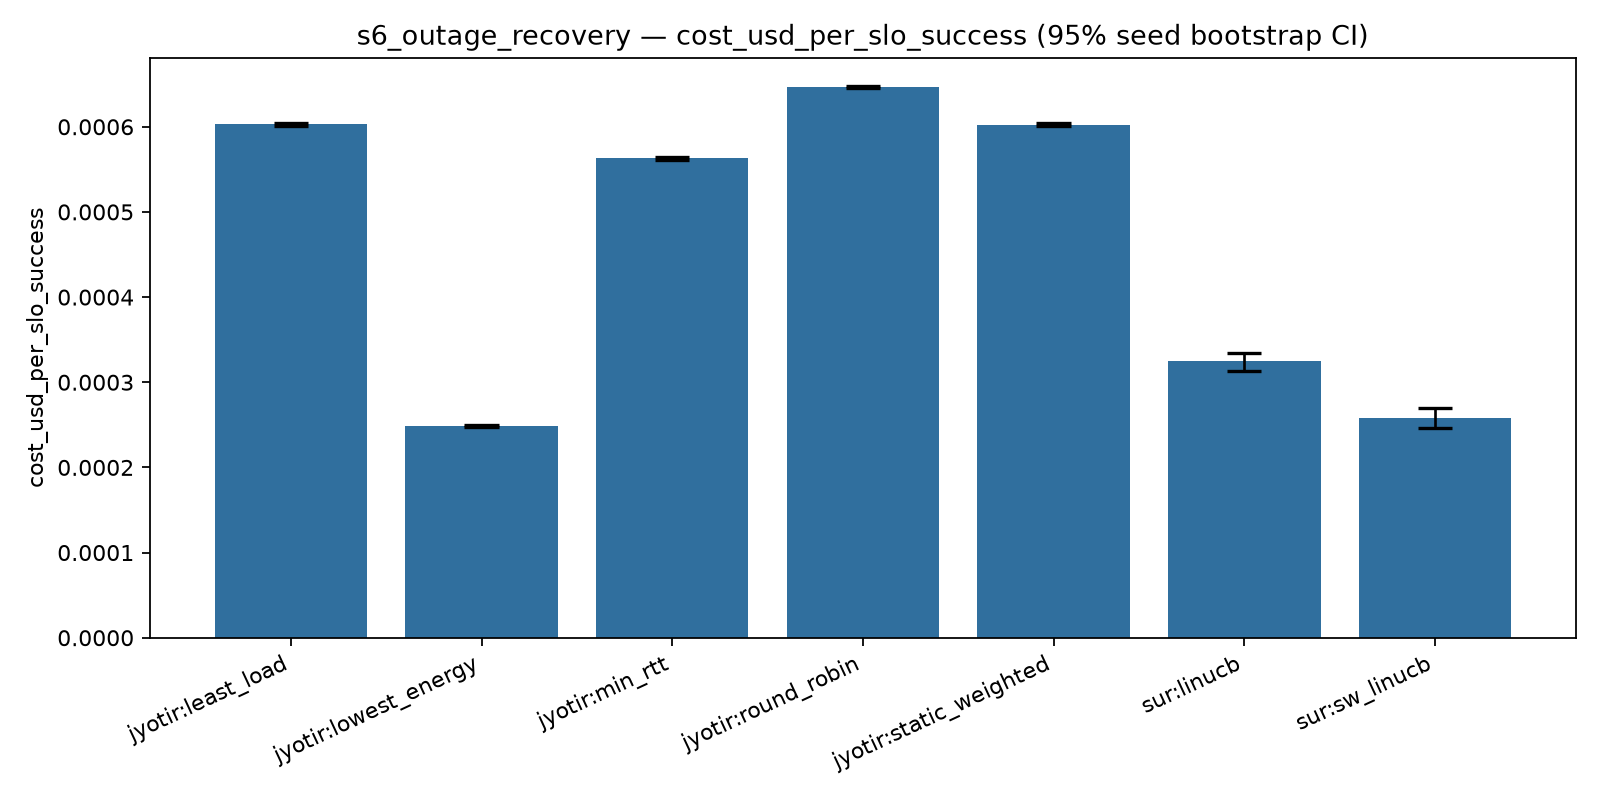 s6_outage_recovery — cost_usd_per_slo_success (95% seed bootstrap CI)
cost_usd_per_slo_success
0.0006
0.0005
0.0004
0.0003
0.0002
0.0001
0.0000
jyotir:least_load
jyotir:lowest_energy
jyotir:min_rtt
jyotir:round_robin
jyotir:static_weighted
sur:linucb
sur:sw_linucb